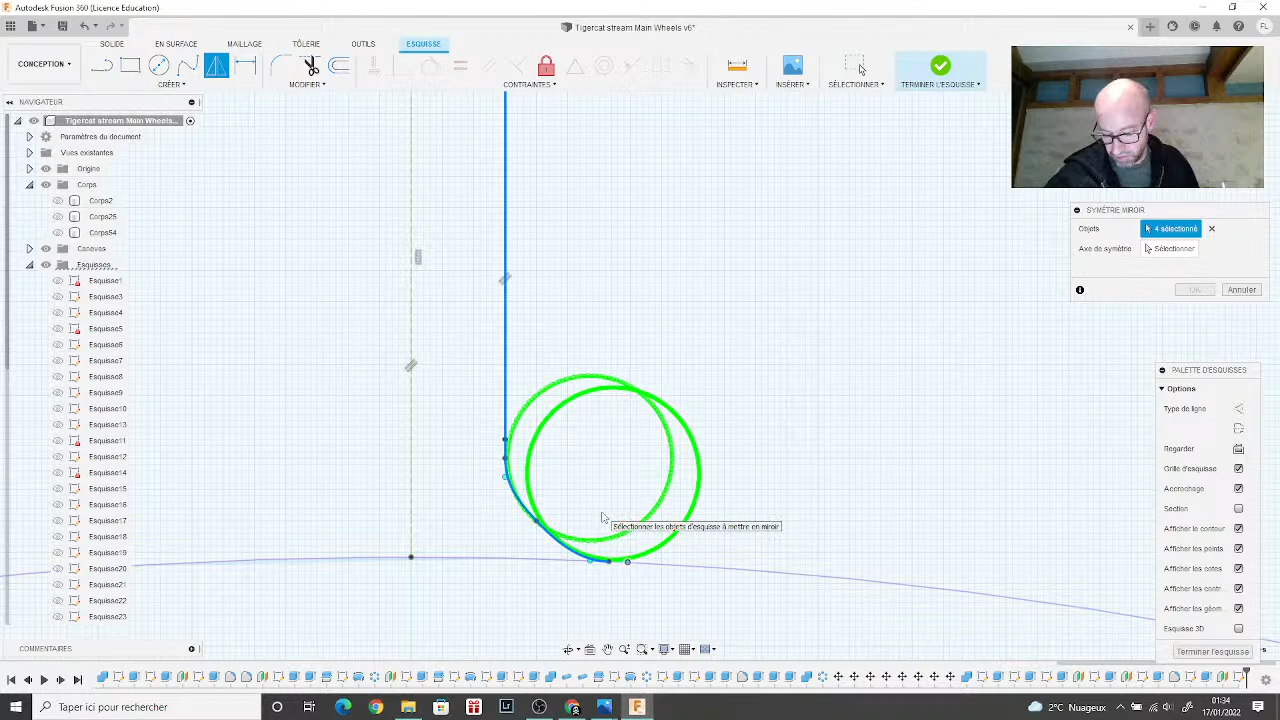 Autodesk Fusion 360 (Licence Education)
Tigercat stream Main Wheels v6*
FL
CONCEPTION
SOLIDE EN SURFACE MAILLAGE TÔLERIE OUTILS ESQUISSE
CRÉER MODIFIER CONTRAINTES INSPECTER INSÉRER SÉLECTIONNER TERMINER L'ESQUISSE
NAVIGATEUR
Tigercat stream Main Wheels...
Paramètres du document
Vues existantes
Origine
Corps
Corps2
Corps25
Corps54
Canevas
Esquisses
Esquisse1
Esquisse3
Esquisse4
Esquisse5
Esquisse6
Esquisse7
Esquisse8
Esquisse9
Esquisse10
Esquisse13
Esquisse11
Esquisse12
Esquisse14
Esquisse15
Esquisse16
Esquisse17
Esquisse18
Esquisse19
Esquisse20
Esquisse21
Esquisse22
Esquisse23
COMMENTAIRES
Sélectionner les objets d'esquisse à mettre en miroir
SYMÉTRIE MIROIR
Objets 4 sélectionné
Axe de symétrie Sélectionner
OK Annuler
PALETTE D'ESQUISSES
Options
Type de ligne
Regarder
Grille d'esquisse
Accrochage
Section
Afficher le contour
Afficher les points
Afficher les cotes
Afficher les contr...
Afficher les géom...
Esquisse 3D
Terminer l'esquisse
Taper ici pour rechercher
2°C Nuageux
01:34
17/01/2022